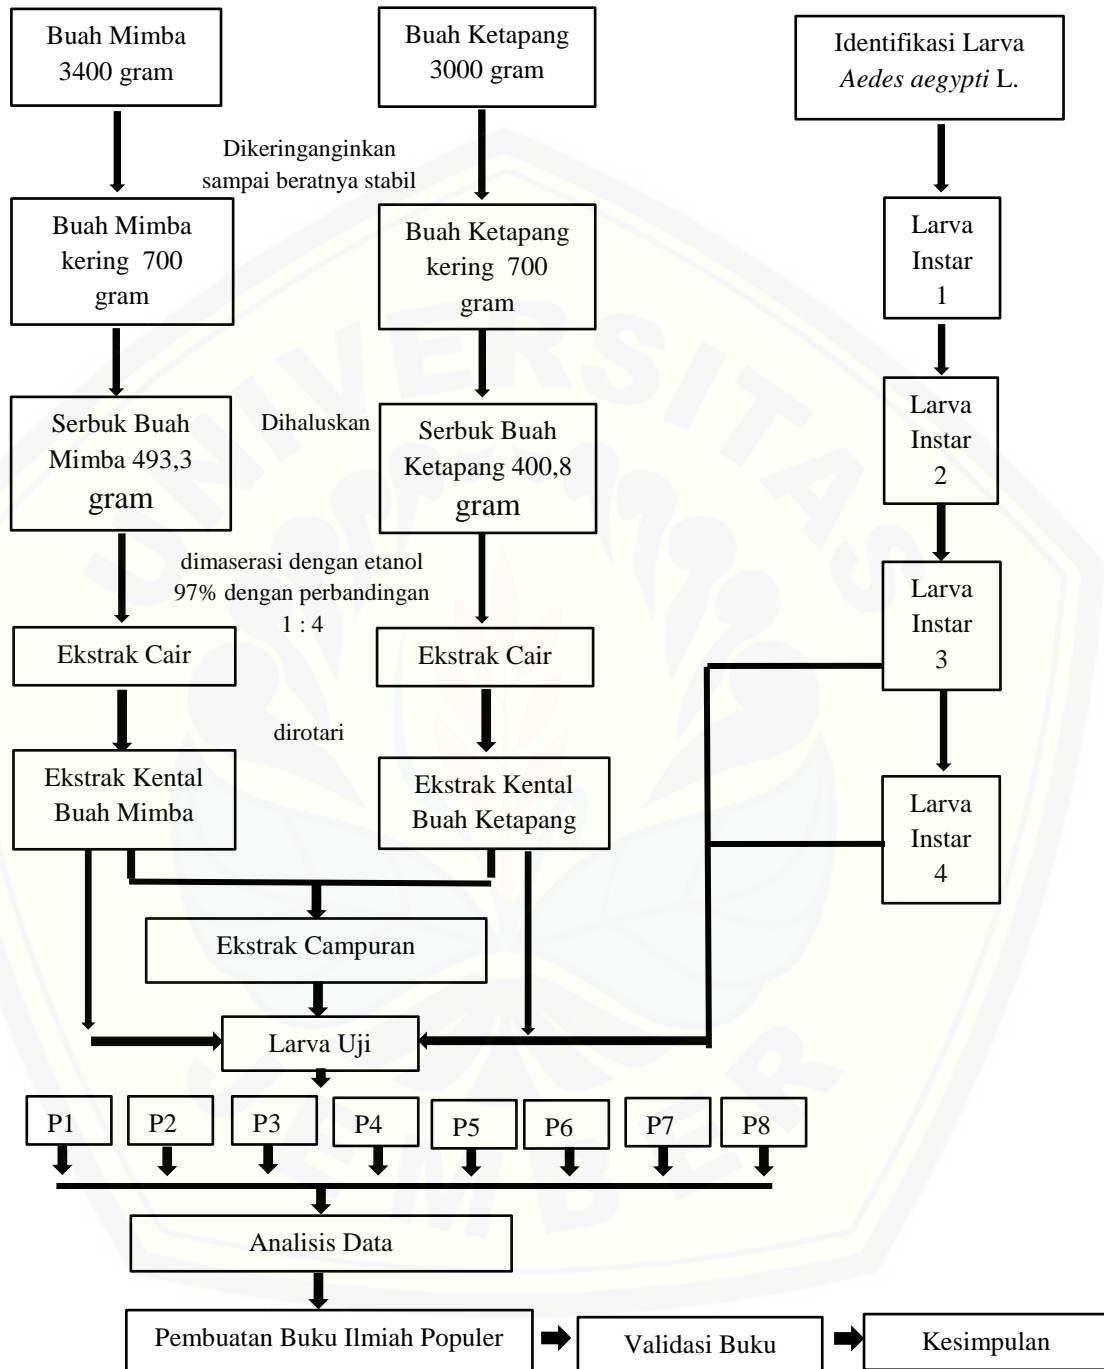 Buah Mimba
3400 gram
Buah Ketapang
3000 gram
Identifikasi Larva
Aedes aegypti L.
Dikeringanginkan
sampai beratnya stabil
Buah Mimba
kering 700
gram
Buah Ketapang
kering 700
gram
Larva
Instar
1
Serbuk Buah
Mimba 493,3
gram
Dihaluskan
Serbuk Buah
Ketapang 400,8
gram
Larva
Instar
2
dimaserasi dengan etanol
97% dengan perbandingan
1 : 4
Larva
Instar
3
Ekstrak Cair
Ekstrak Cair
dirotari
Ekstrak Kental
Buah Mimba
Ekstrak Kental
Buah Ketapang
Larva
Instar
4
Ekstrak Campuran
Larva Uji
P1
P2
P3
P4
P5
P6
P7
P8
Analisis Data
Pembuatan Buku Ilmiah Populer
Validasi Buku
Kesimpulan
UNIVERSITAS
JEMBER